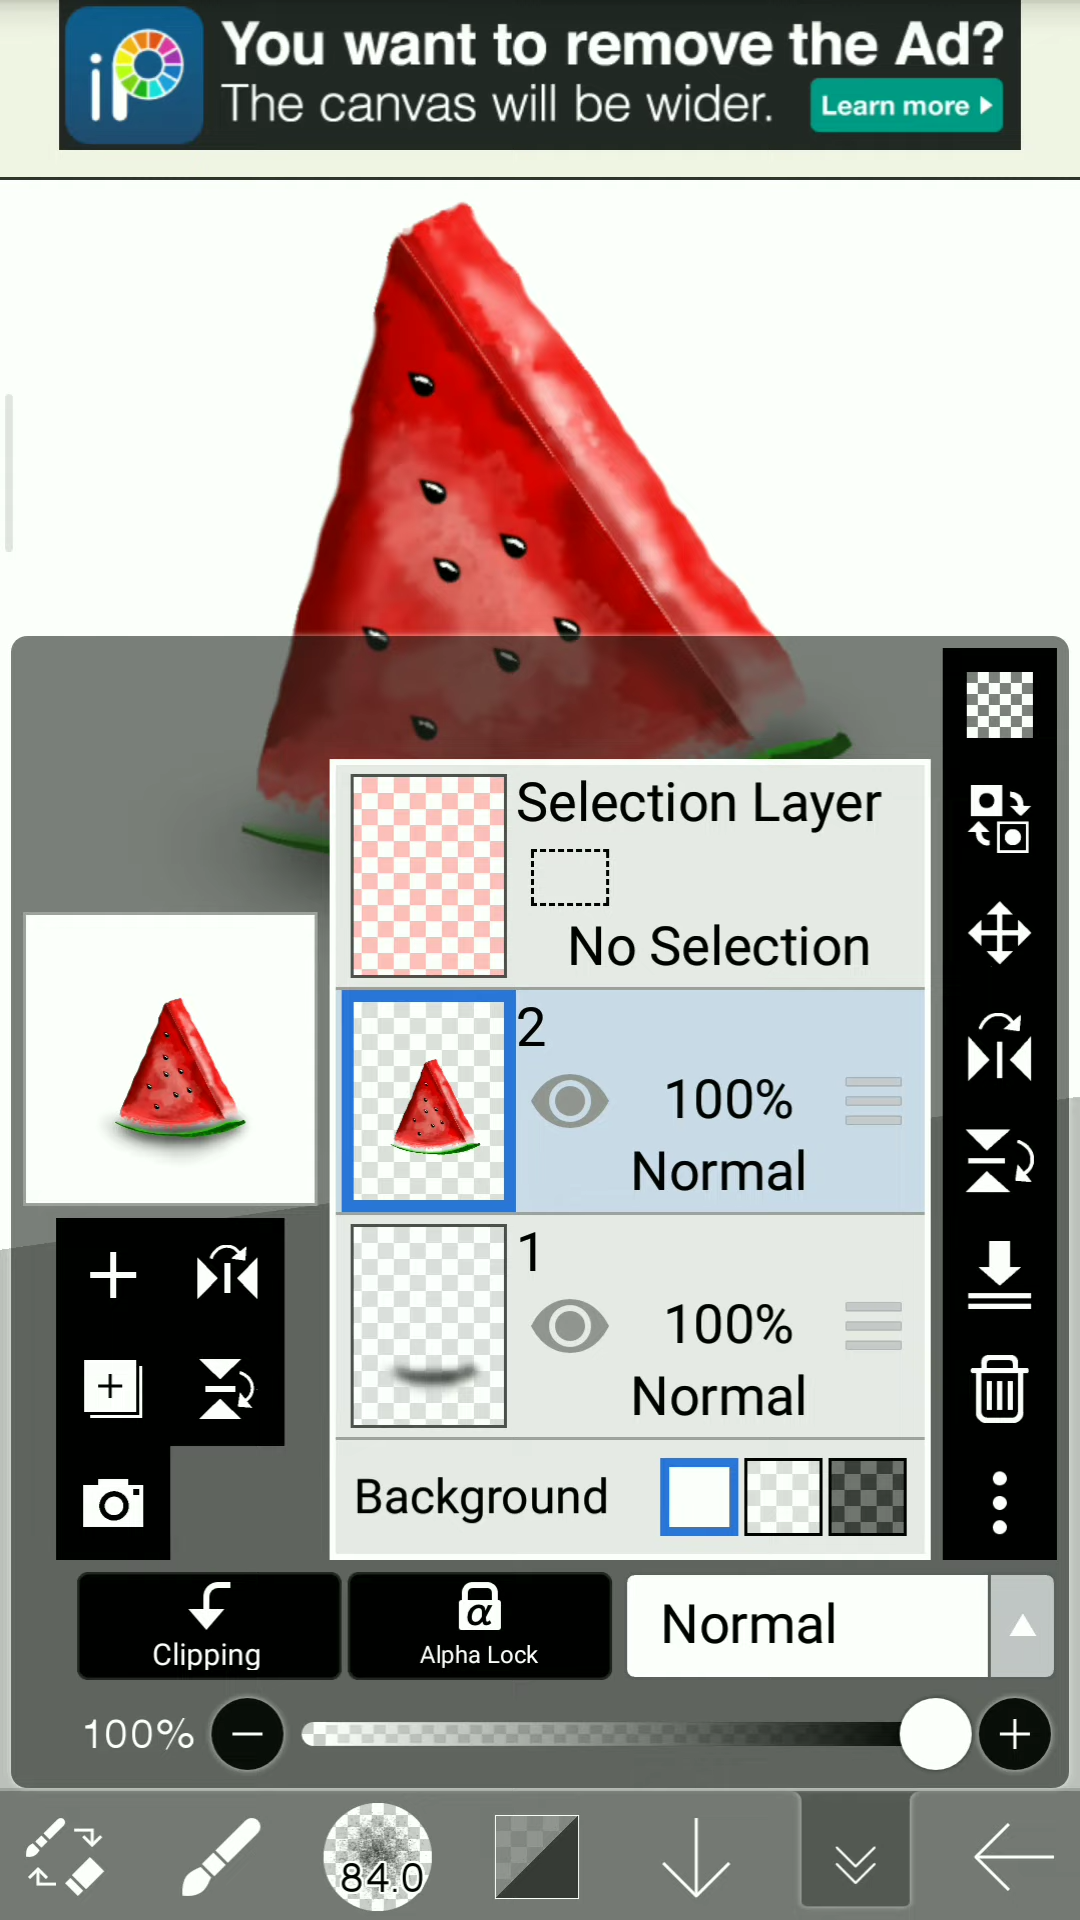 iP
You want to remove the Ad?
The canvas will be wider.
Learn more
Selection Layer
No Selection
2
100%
Normal
1
100%
Normal
Background
Clipping
α
Alpha Lock
Normal
100%
84.0